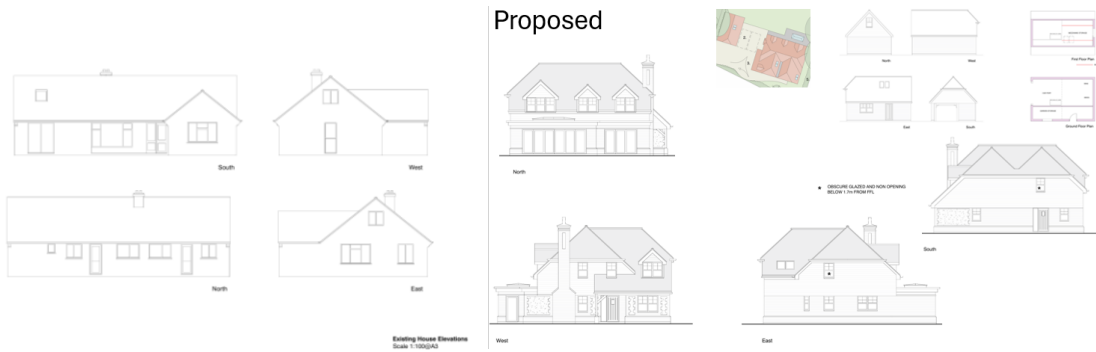 South
West
North
East
Existing House Elevations
Scale 1:100@A3
Proposed
North
West
East
South
First Floor Plan
Ground Floor Plan
North
OBSCURE GLAZED AND NON OPENING
BELOW 1.7m FROM FFL
South
West
East